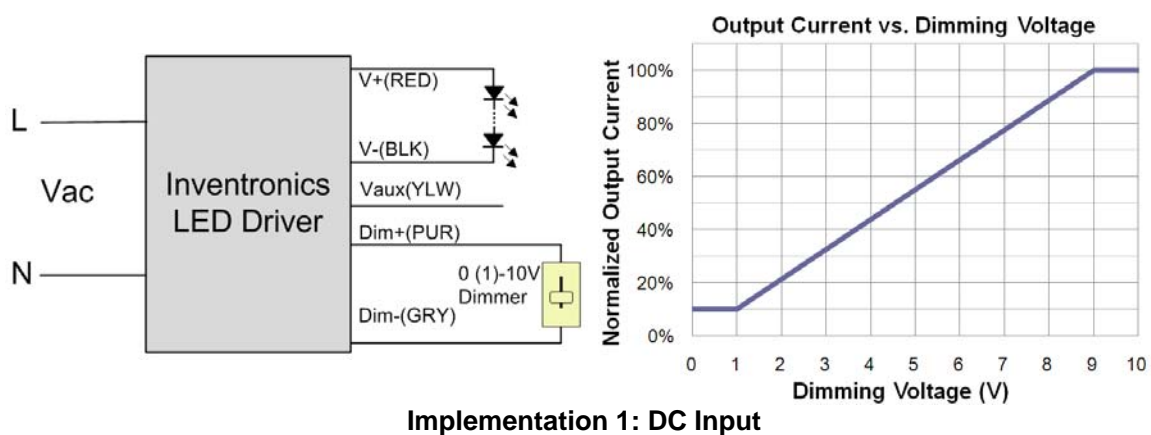 L
Vac
N
Inventronics
LED Driver
V+(RED)
V-(BLK)
Vaux(YLW)
Dim+(PUR)
0 (1)-10V
Dimmer
Dim-(GRY)
Output Current vs. Dimming Voltage
Normalized Output Current
100%
80%
60%
40%
20%
0%
0 1 2 3 4 5 6 7 8 9 10
Dimming Voltage (V)
Implementation 1: DC Input